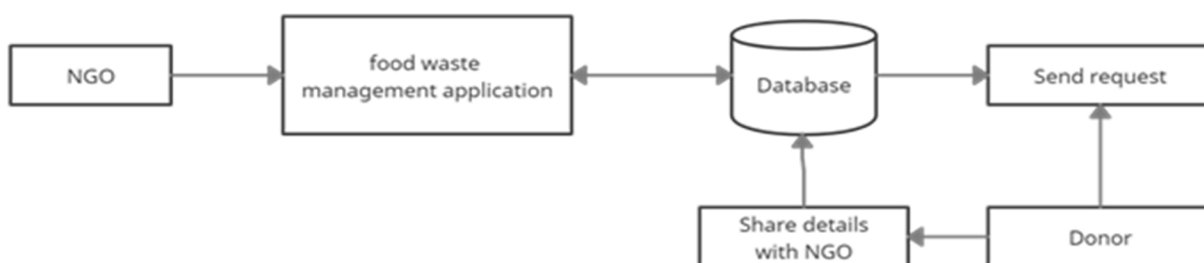 NGO
food waste
management application
Database
Send request
Share details
with NGO
Donor